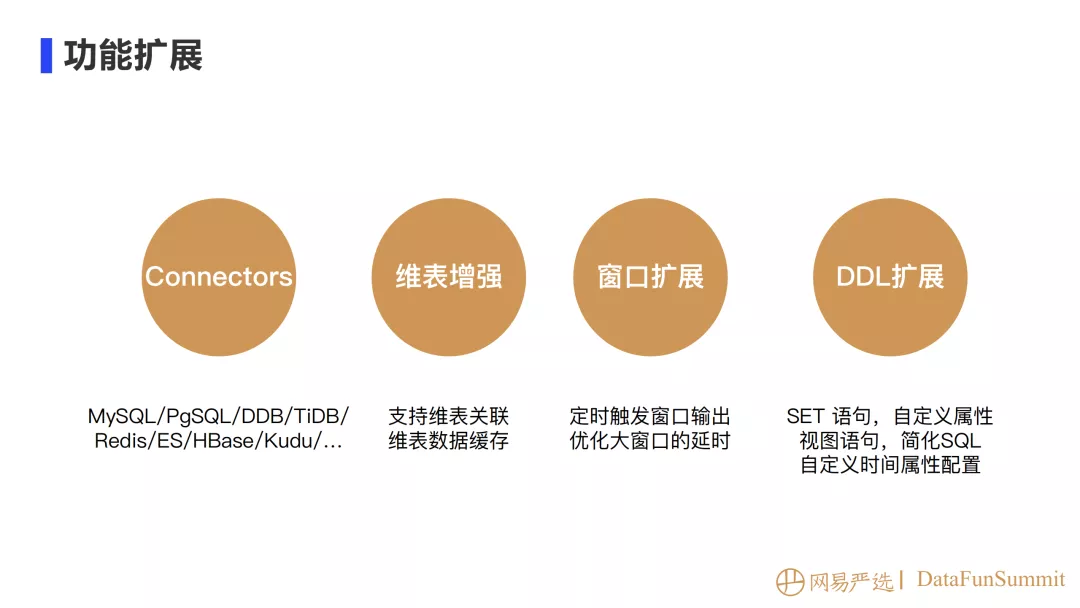 功能扩展
Connectors
维表增强
窗口扩展
DDL扩展
MySQL/PgSQL/DDB/TiDB/
Redis/ES/HBase/Kudu/...
支持维表关联
维表数据缓存
定时触发窗口输出
优化大窗口的延时
SET 语句，自定义属性
视图语句，简化SQL
自定义时间属性配置
网易严选 | DataFunSummit